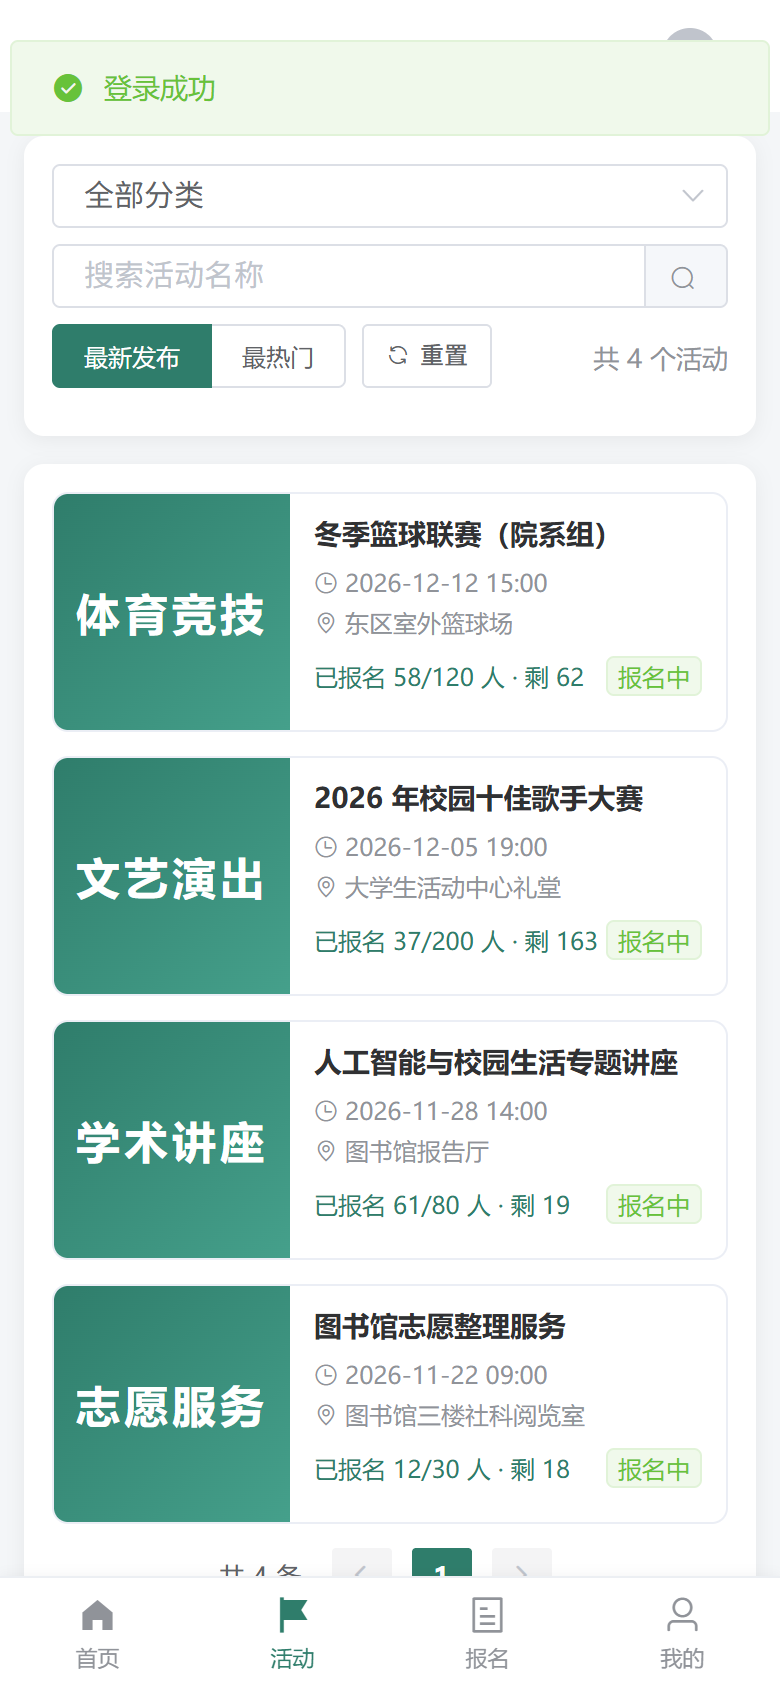 登录成功
全部分类
搜索活动名称
最新发布 最热门 重置 共 4 个活动
体育竞技
冬季篮球联赛（院系组）
2026-12-12 15:00
东区室外篮球场
已报名 58/120 人 · 剩 62 报名中
文艺演出
2026 年校园十佳歌手大赛
2026-12-05 19:00
大学生活动中心礼堂
已报名 37/200 人 · 剩 163 报名中
学术讲座
人工智能与校园生活专题讲座
2026-11-28 14:00
图书馆报告厅
已报名 61/80 人 · 剩 19 报名中
志愿服务
图书馆志愿整理服务
2026-11-22 09:00
图书馆三楼社科阅览室
已报名 12/30 人 · 剩 18 报名中
共 4 条 1
首页 活动 报名 我的